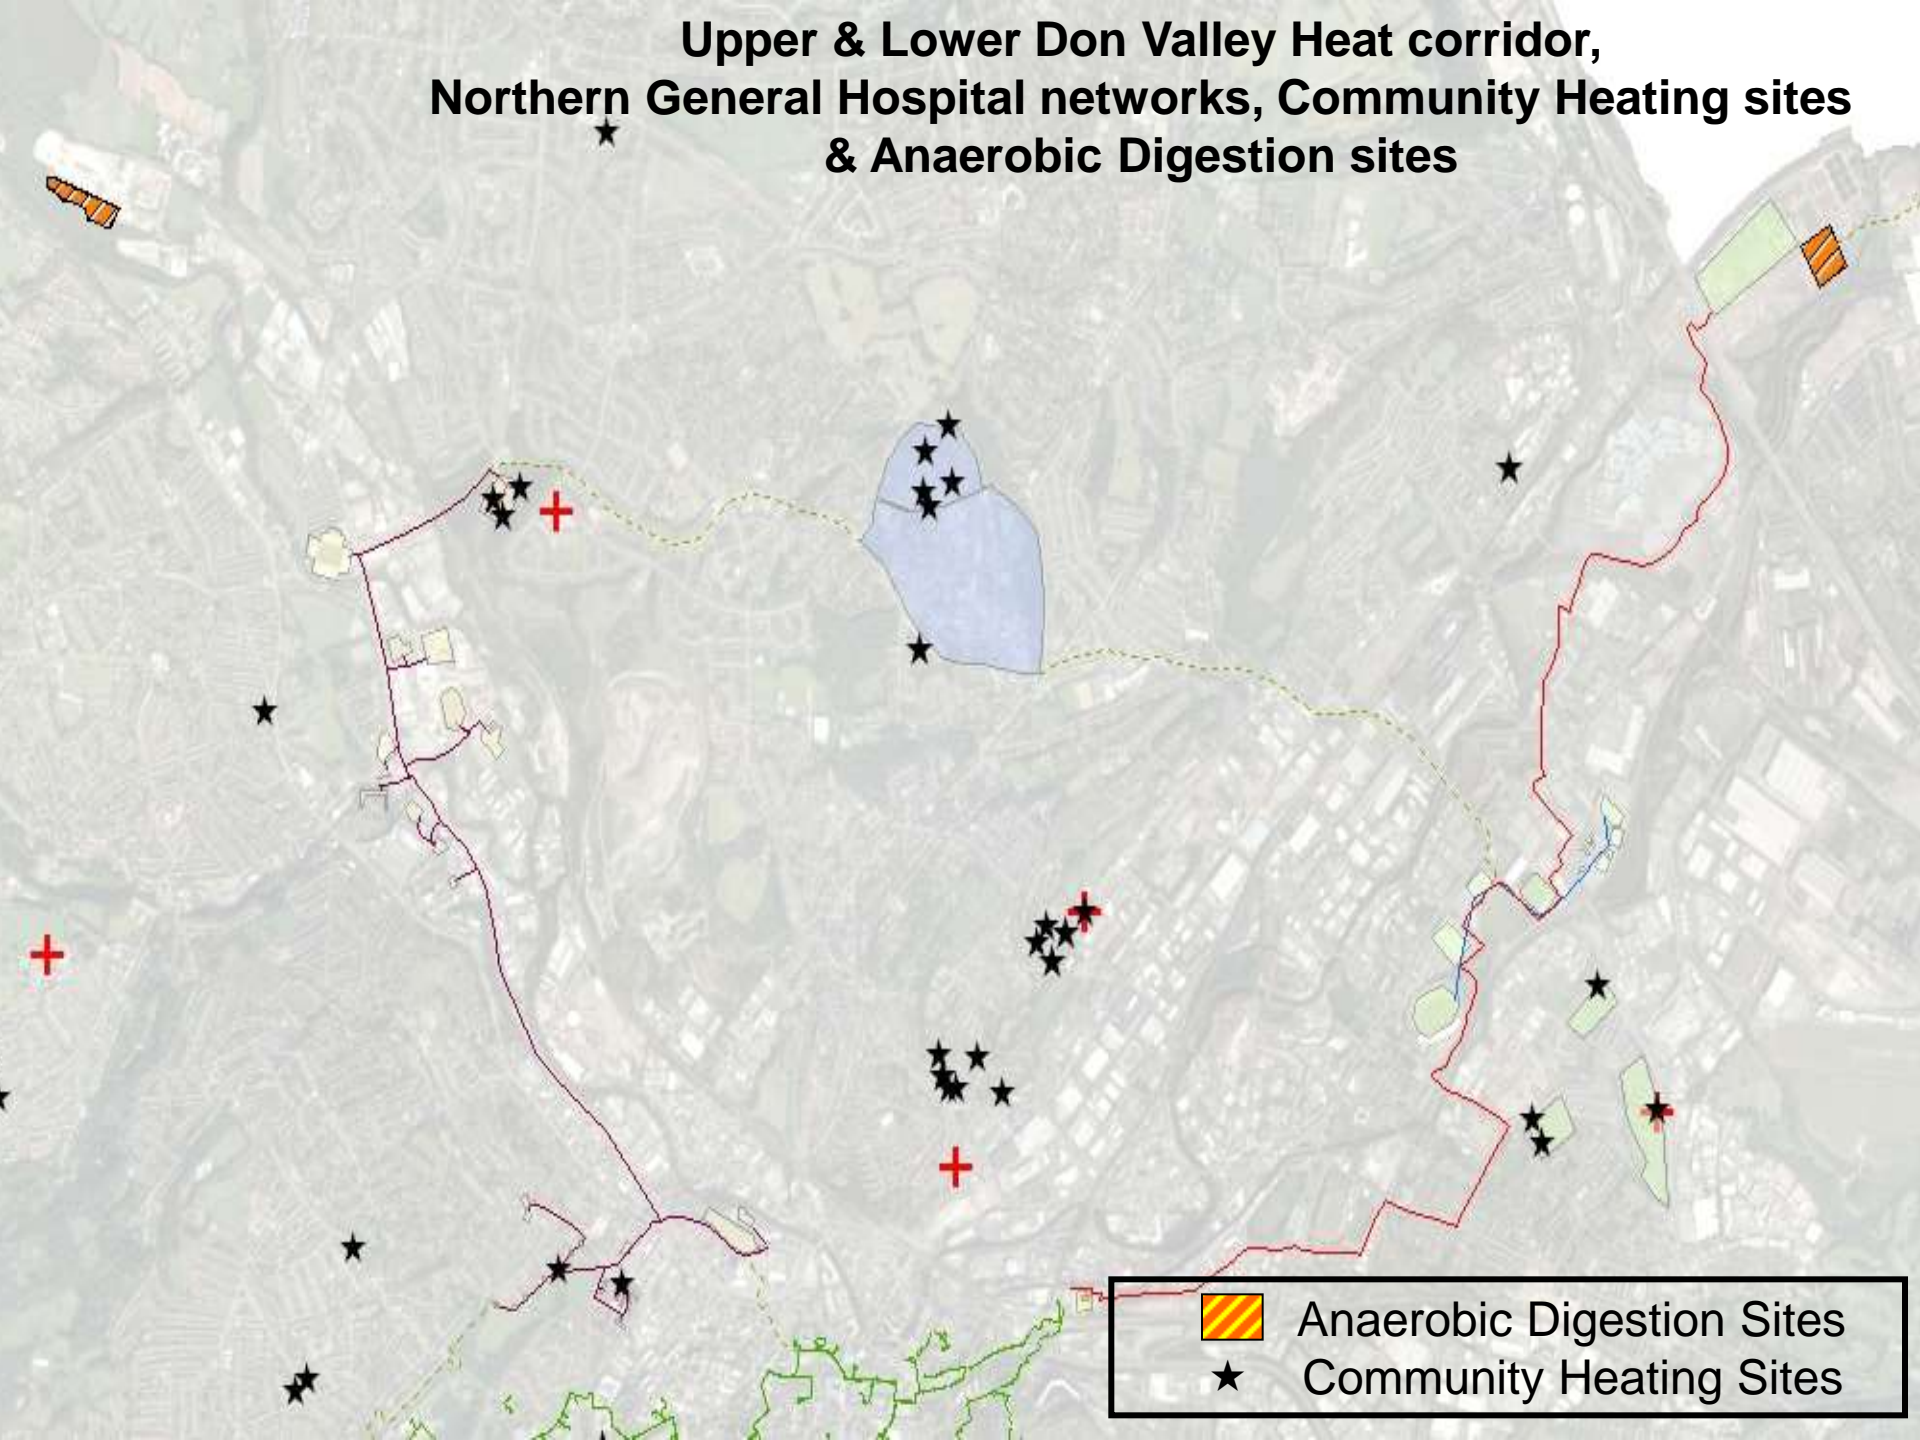 Upper & Lower Don Valley Heat corridor,
Northern General Hospital networks, Community Heating sites
& Anaerobic Digestion sites
Anaerobic Digestion Sites
Community Heating Sites